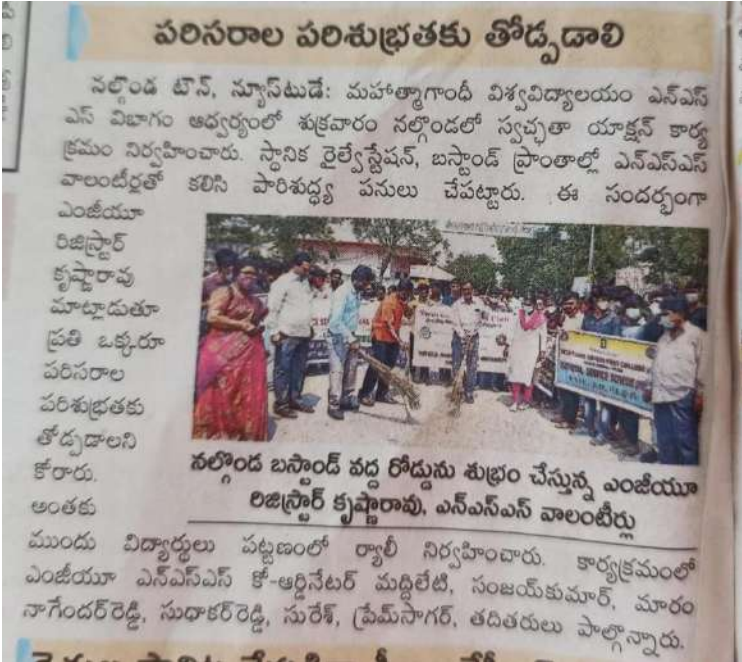 పరిసరాల పరిశుభ్రతకు తోడ్పడాలి
నల్గొండ టౌన్, న్యూస్‌టుడే: మహాత్మాగాంధీ విశ్వవిద్యాలయం ఎన్ఎస్
ఎస్ విభాగం ఆధ్వర్యంలో శుక్రవారం నల్గొండలో స్వచ్ఛతా యాక్షన్ కార్య
క్రమం నిర్వహించారు. స్థానిక రైల్వేస్టేషన్, బస్టాండ్ ప్రాంతాల్లో ఎన్ఎస్ఎస్
వాలంటీర్లతో కలిసి పారిశుద్ధ్య పనులు చేపట్టారు. ఈ సందర్భంగా
ఎంజీయూ
రిజిస్ట్రార్
కృష్ణారావు
మాట్లాడుతూ
ప్రతి ఒక్కరూ
పరిసరాల
పరిశుభ్రతకు
తోడ్పడాలని
కోరారు.
అంతకు
నల్గొండ బస్టాండ్ వద్ద రోడ్డును శుభ్రం చేస్తున్న ఎంజీయూ
రిజిస్ట్రార్ కృష్ణారావు, ఎన్ఎస్ఎస్ వాలంటీర్లు
ముందు విద్యార్థులు పట్టణంలో ర్యాలీ నిర్వహించారు. కార్యక్రమంలో
ఎంజీయూ ఎన్ఎస్ఎస్ కో-ఆర్డినేటర్ మద్దిలేటి, సంజయ్‌కుమార్, మారం
నాగేందర్‌రెడ్డి, సుధాకర్‌రెడ్డి, సురేశ్, ప్రేమ్‌సాగర్, తదితరులు పాల్గొన్నారు.